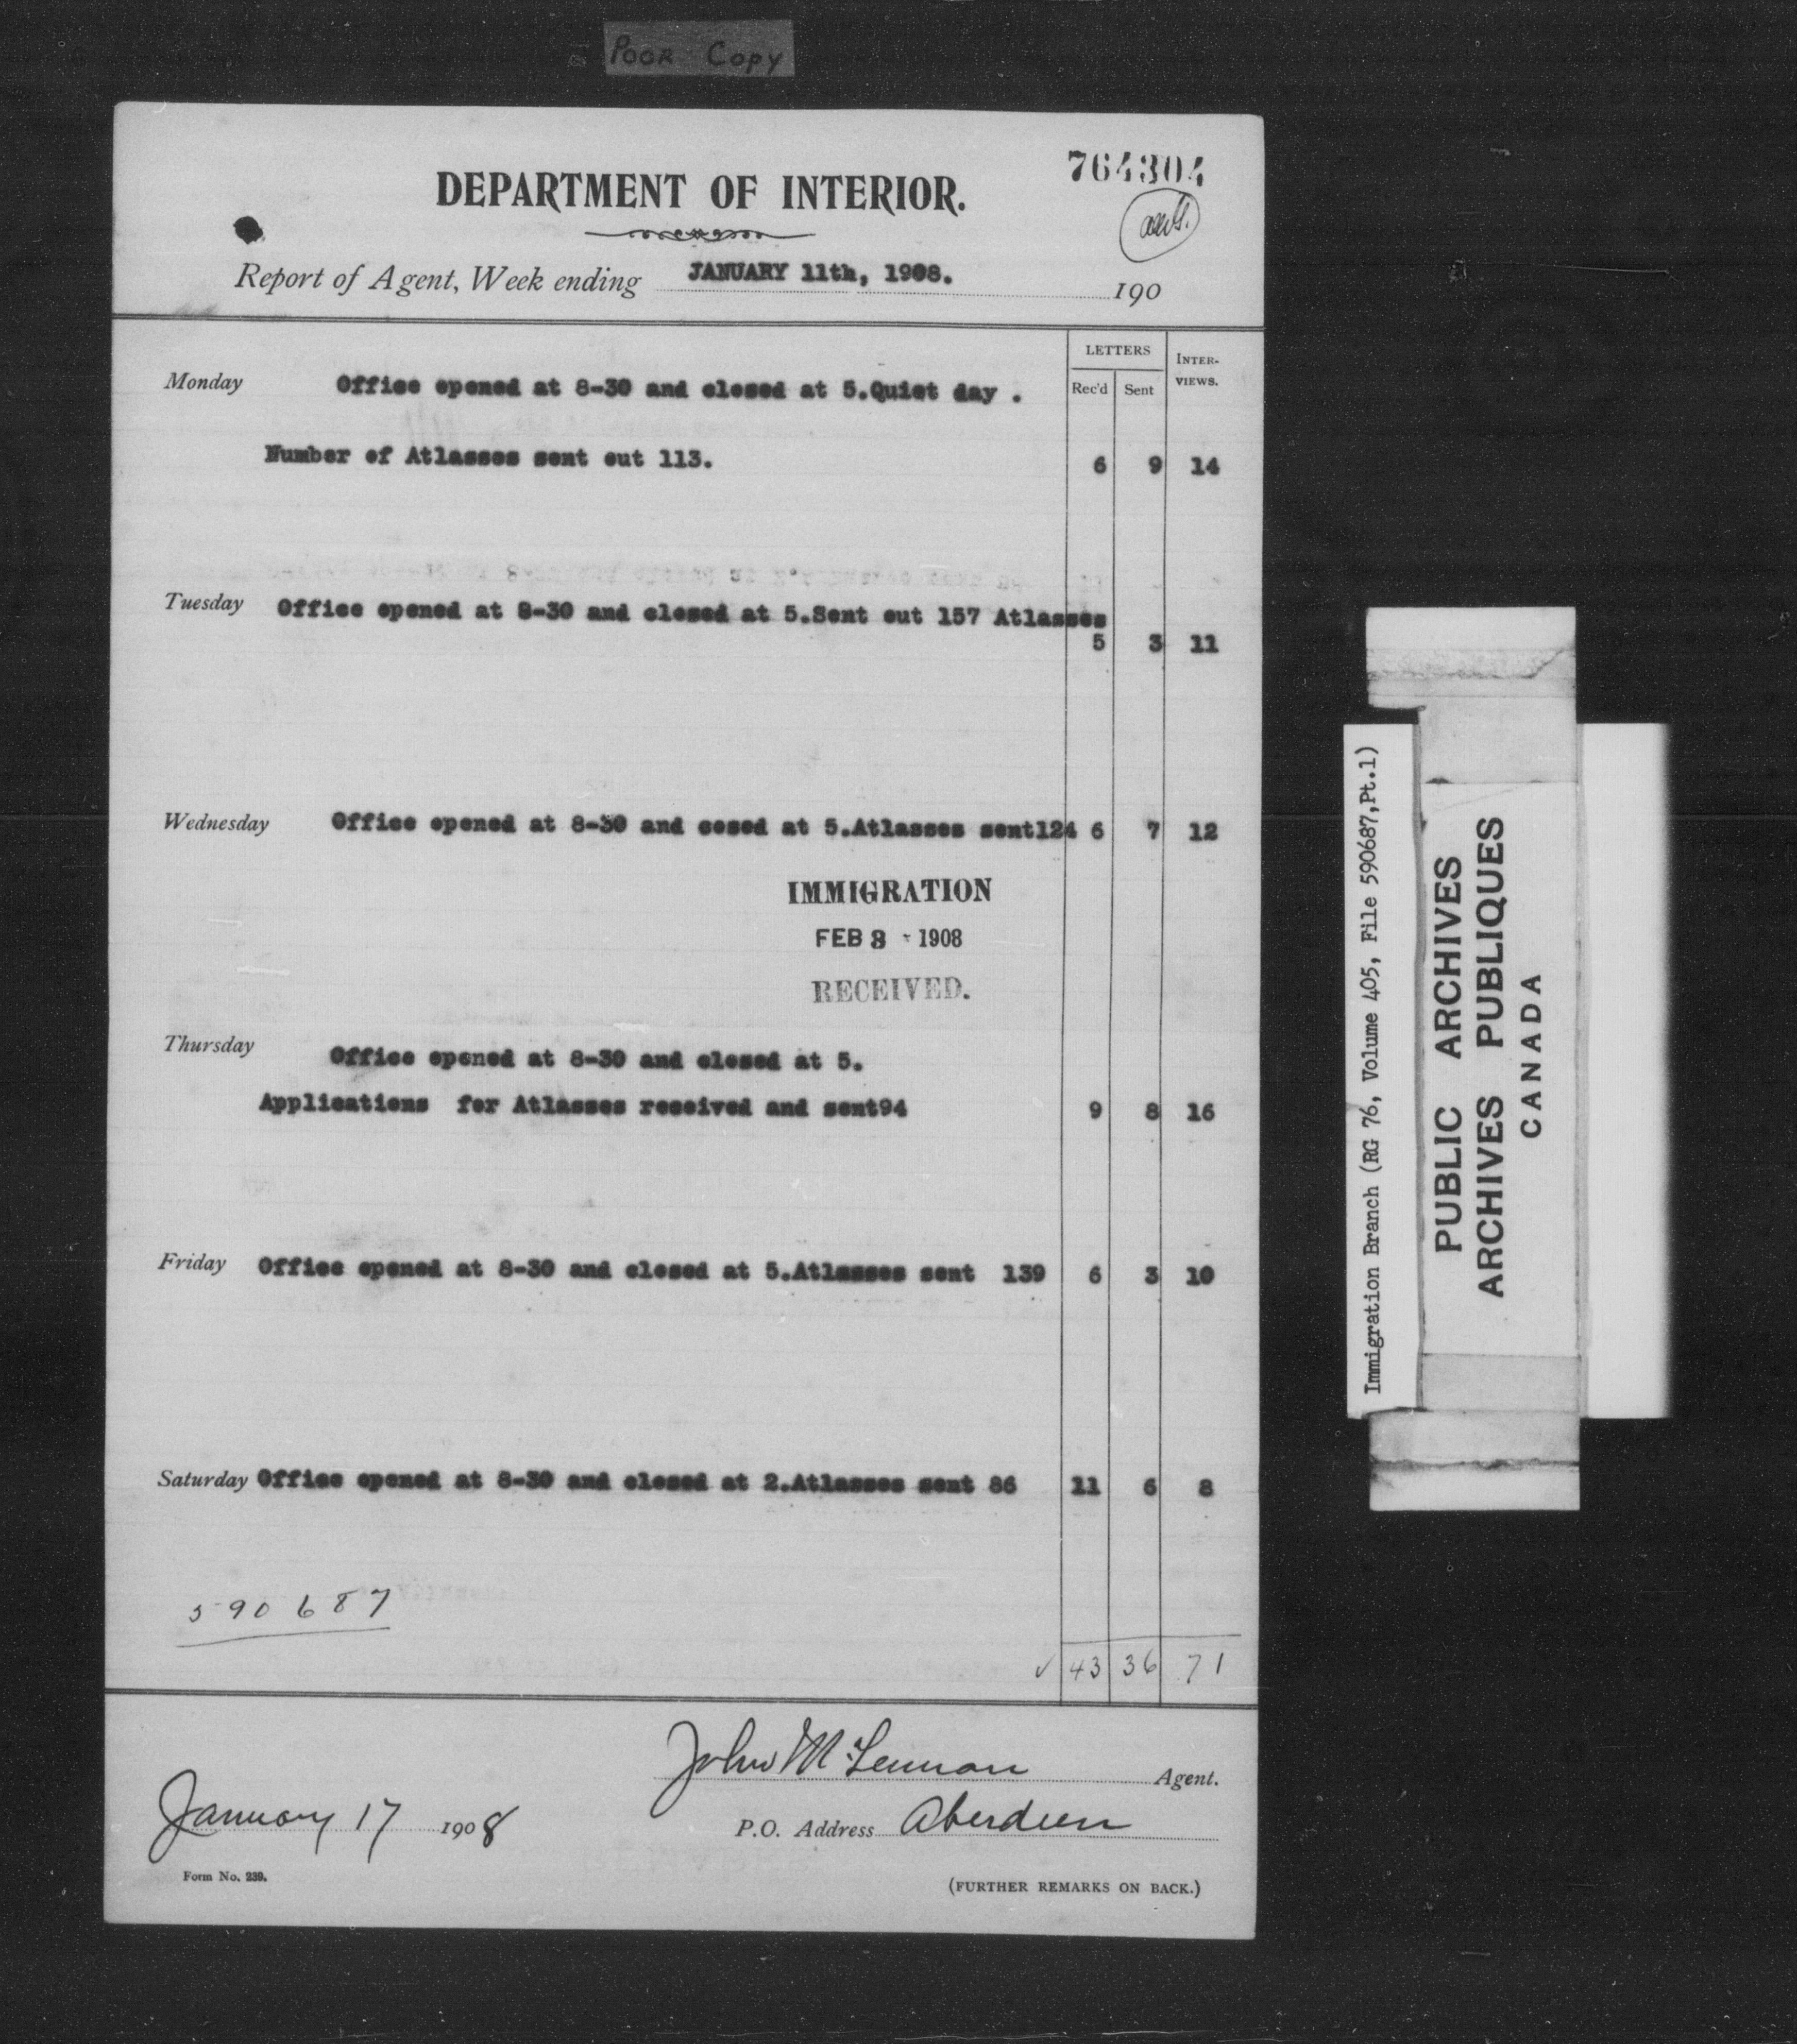 POOR COPY
764304
DEPARTMENT OF INTERIOR.
Report of Agent, Week ending JANUARY 11th, 1908. 190
LETTERS
INTER-
VIEWS.
Rec'd Sent
Monday Office opened at 8-30 and closed at 5.Quiet day .
Number of Atlasses sent out 113. 6 9 14
Tuesday Office opened at 8-30 and closed at 5.Sent out 157 Atlasses
5 3 11
Wednesday Office opened at 8-30 and cosed at 5.Atlasses sent124 6 7 12
IMMIGRATION
FEB 8 - 1908
RECEIVED.
Thursday Office opened at 8-30 and closed at 5.
Applications for Atlasses received and sent94 9 8 16
Friday Office opened at 8-30 and closed at 5.Atlasses sent 139 6 3 10
Saturday Office opened at 8-30 and closed at 2.Atlasses sent 86 11 6 8
590687
✓ 43 36 71
John McLennan Agent.
January 17 1908
P.O. Address Aberdeen
Form No. 239.
(FURTHER REMARKS ON BACK.)
Immigration Branch (RG 76, Volume 405, File 590687,Pt.1)
PUBLIC ARCHIVES
ARCHIVES PUBLIQUES
CANADA